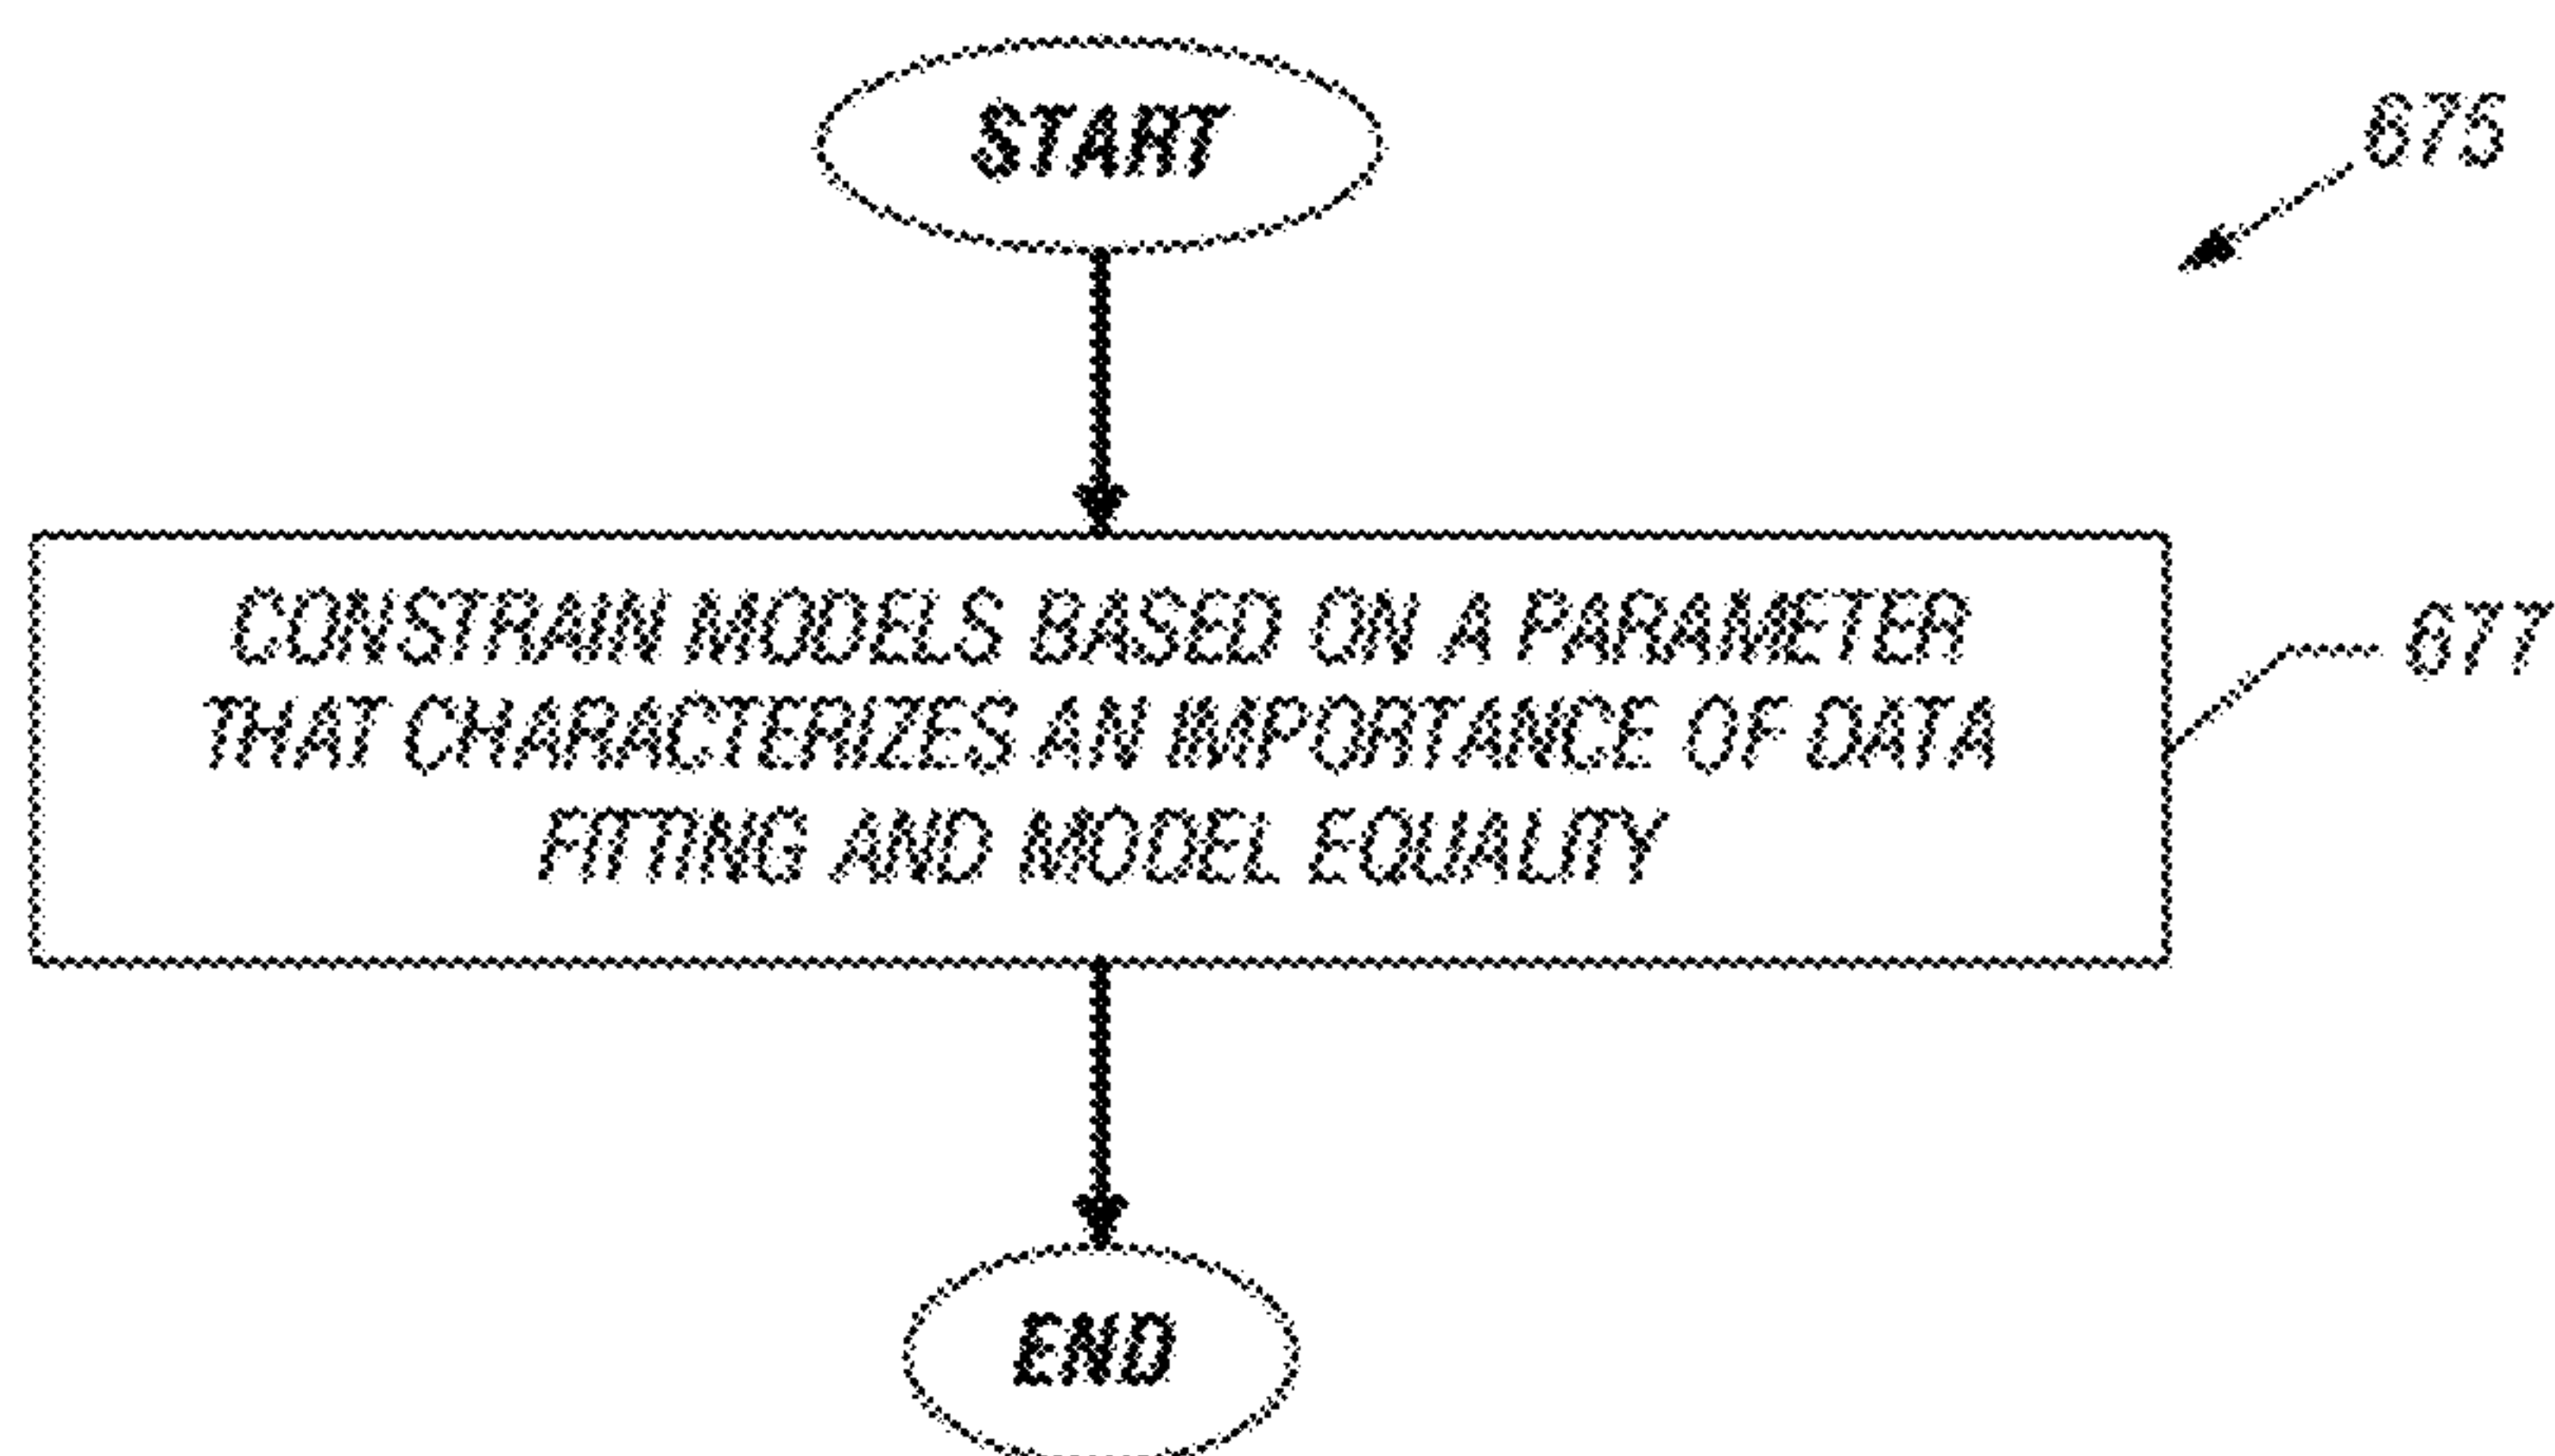 START
675
CONSTRAIN MODELS BASED ON A PARAMETER
THAT CHARACTERIZES AN IMPORTANCE OF DATA
FITTING AND MODEL EQUALITY
677
END